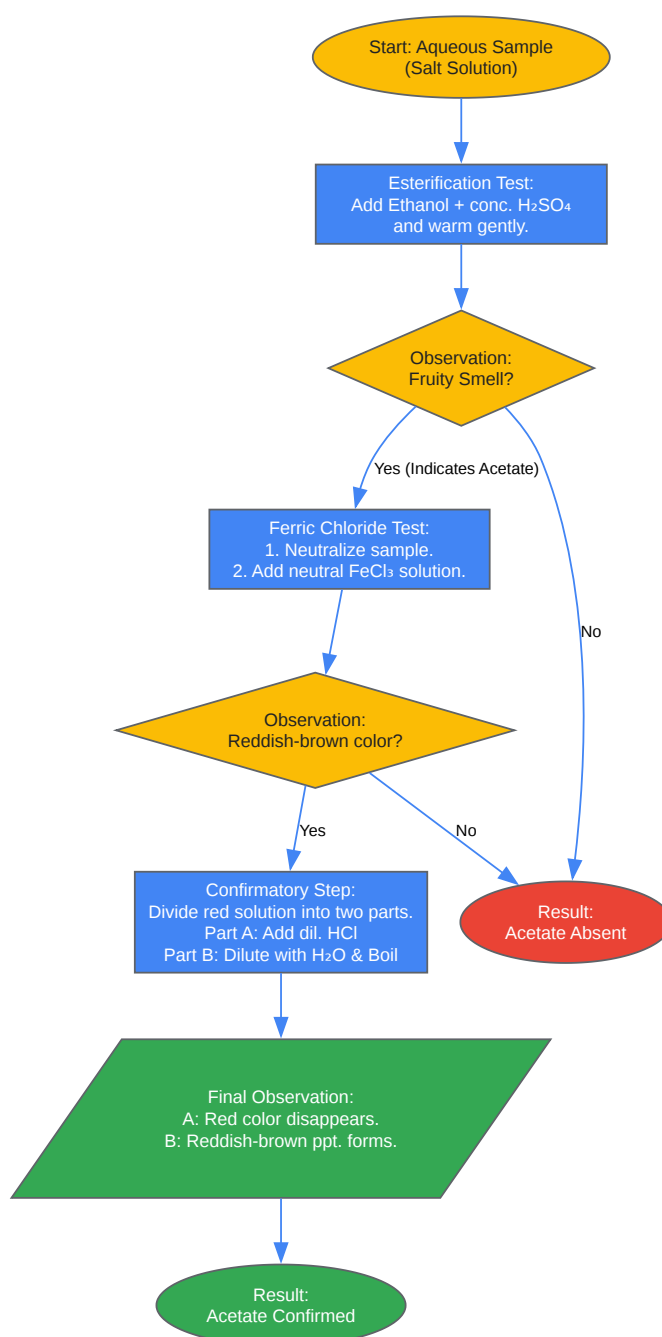 Start: Aqueous Sample
(Salt Solution)
Esterification Test:
Add Ethanol + conc. H₂SO₄
and warm gently.
Observation:
Fruity Smell?
Yes (Indicates Acetate)
Ferric Chloride Test:
1. Neutralize sample.
2. Add neutral FeCl₃ solution.
No
Observation:
Reddish-brown color?
Yes
No
Confirmatory Step:
Divide red solution into two parts.
Part A: Add dil. HCl
Part B: Dilute with H₂O & Boil
Result:
Acetate Absent
Final Observation:
A: Red color disappears.
B: Reddish-brown ppt. forms.
Result:
Acetate Confirmed